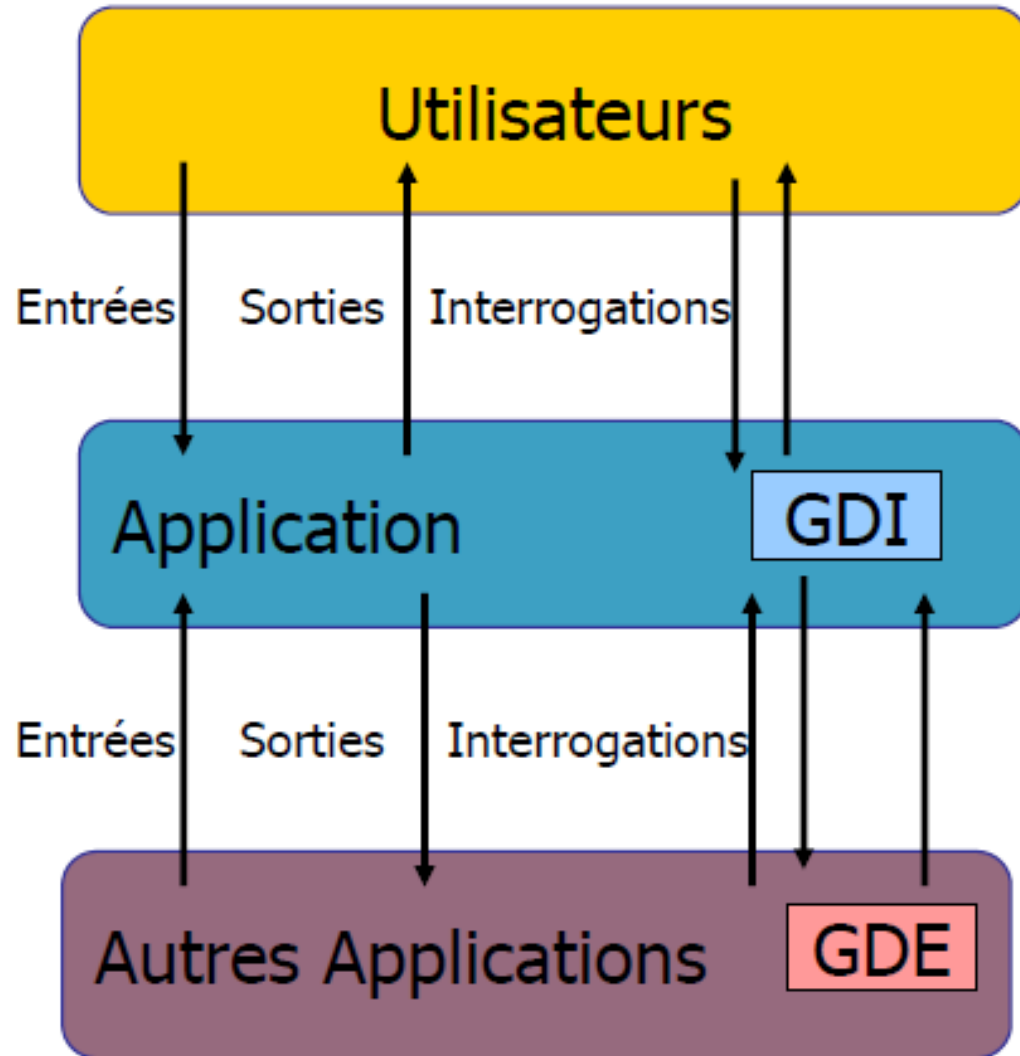 Utilisateurs
Entrées Sorties Interrogations
Application GDI
Entrées Sorties Interrogations
Autres Applications GDE